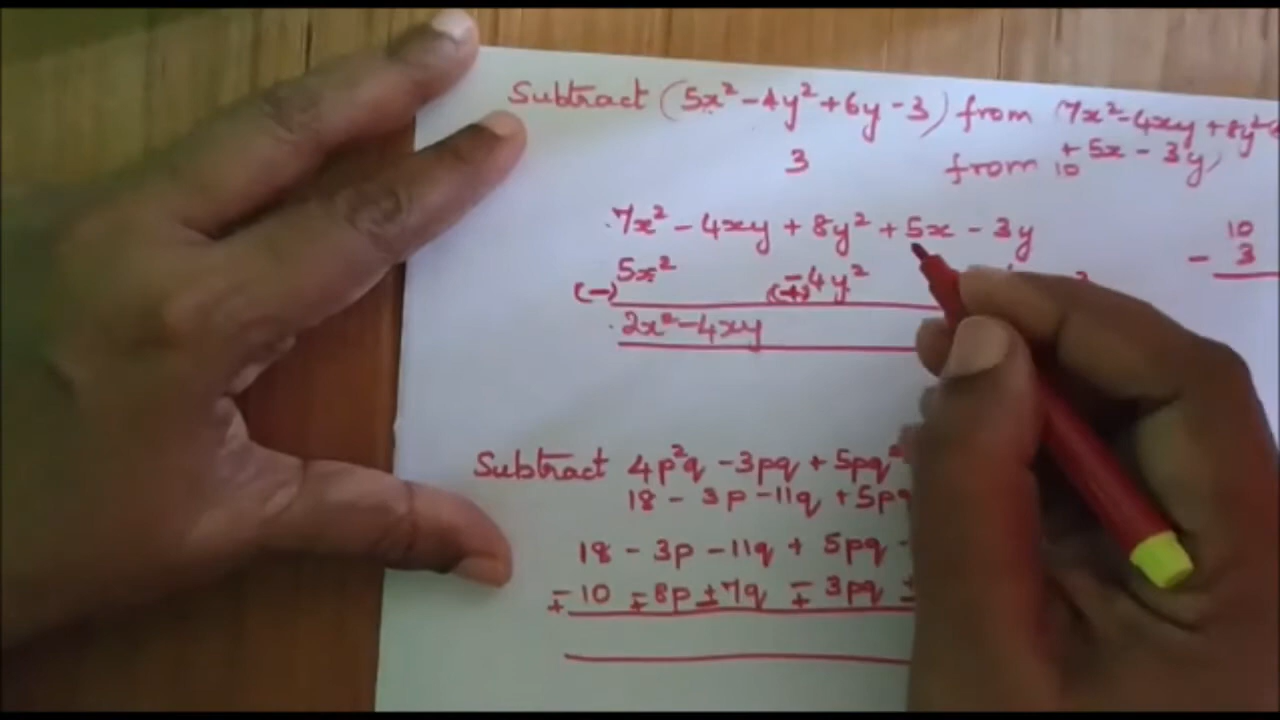 Subtract (5x² - 4y² + 6y - 3) from 7x² - 4xy + 8y²
+ 5x - 3y,
3 from 10
10
- 3
7x² - 4xy + 8y² + 5x - 3y
5x² - 4y²
(-) (+)
2x² - 4xy
Subtract 4p²q - 3pq + 5pq²
18 - 3p - 11q + 5pq
18 - 3p - 11q + 5pq -
∓ 10 ∓ 8p ± 7q ∓ 3pq ±